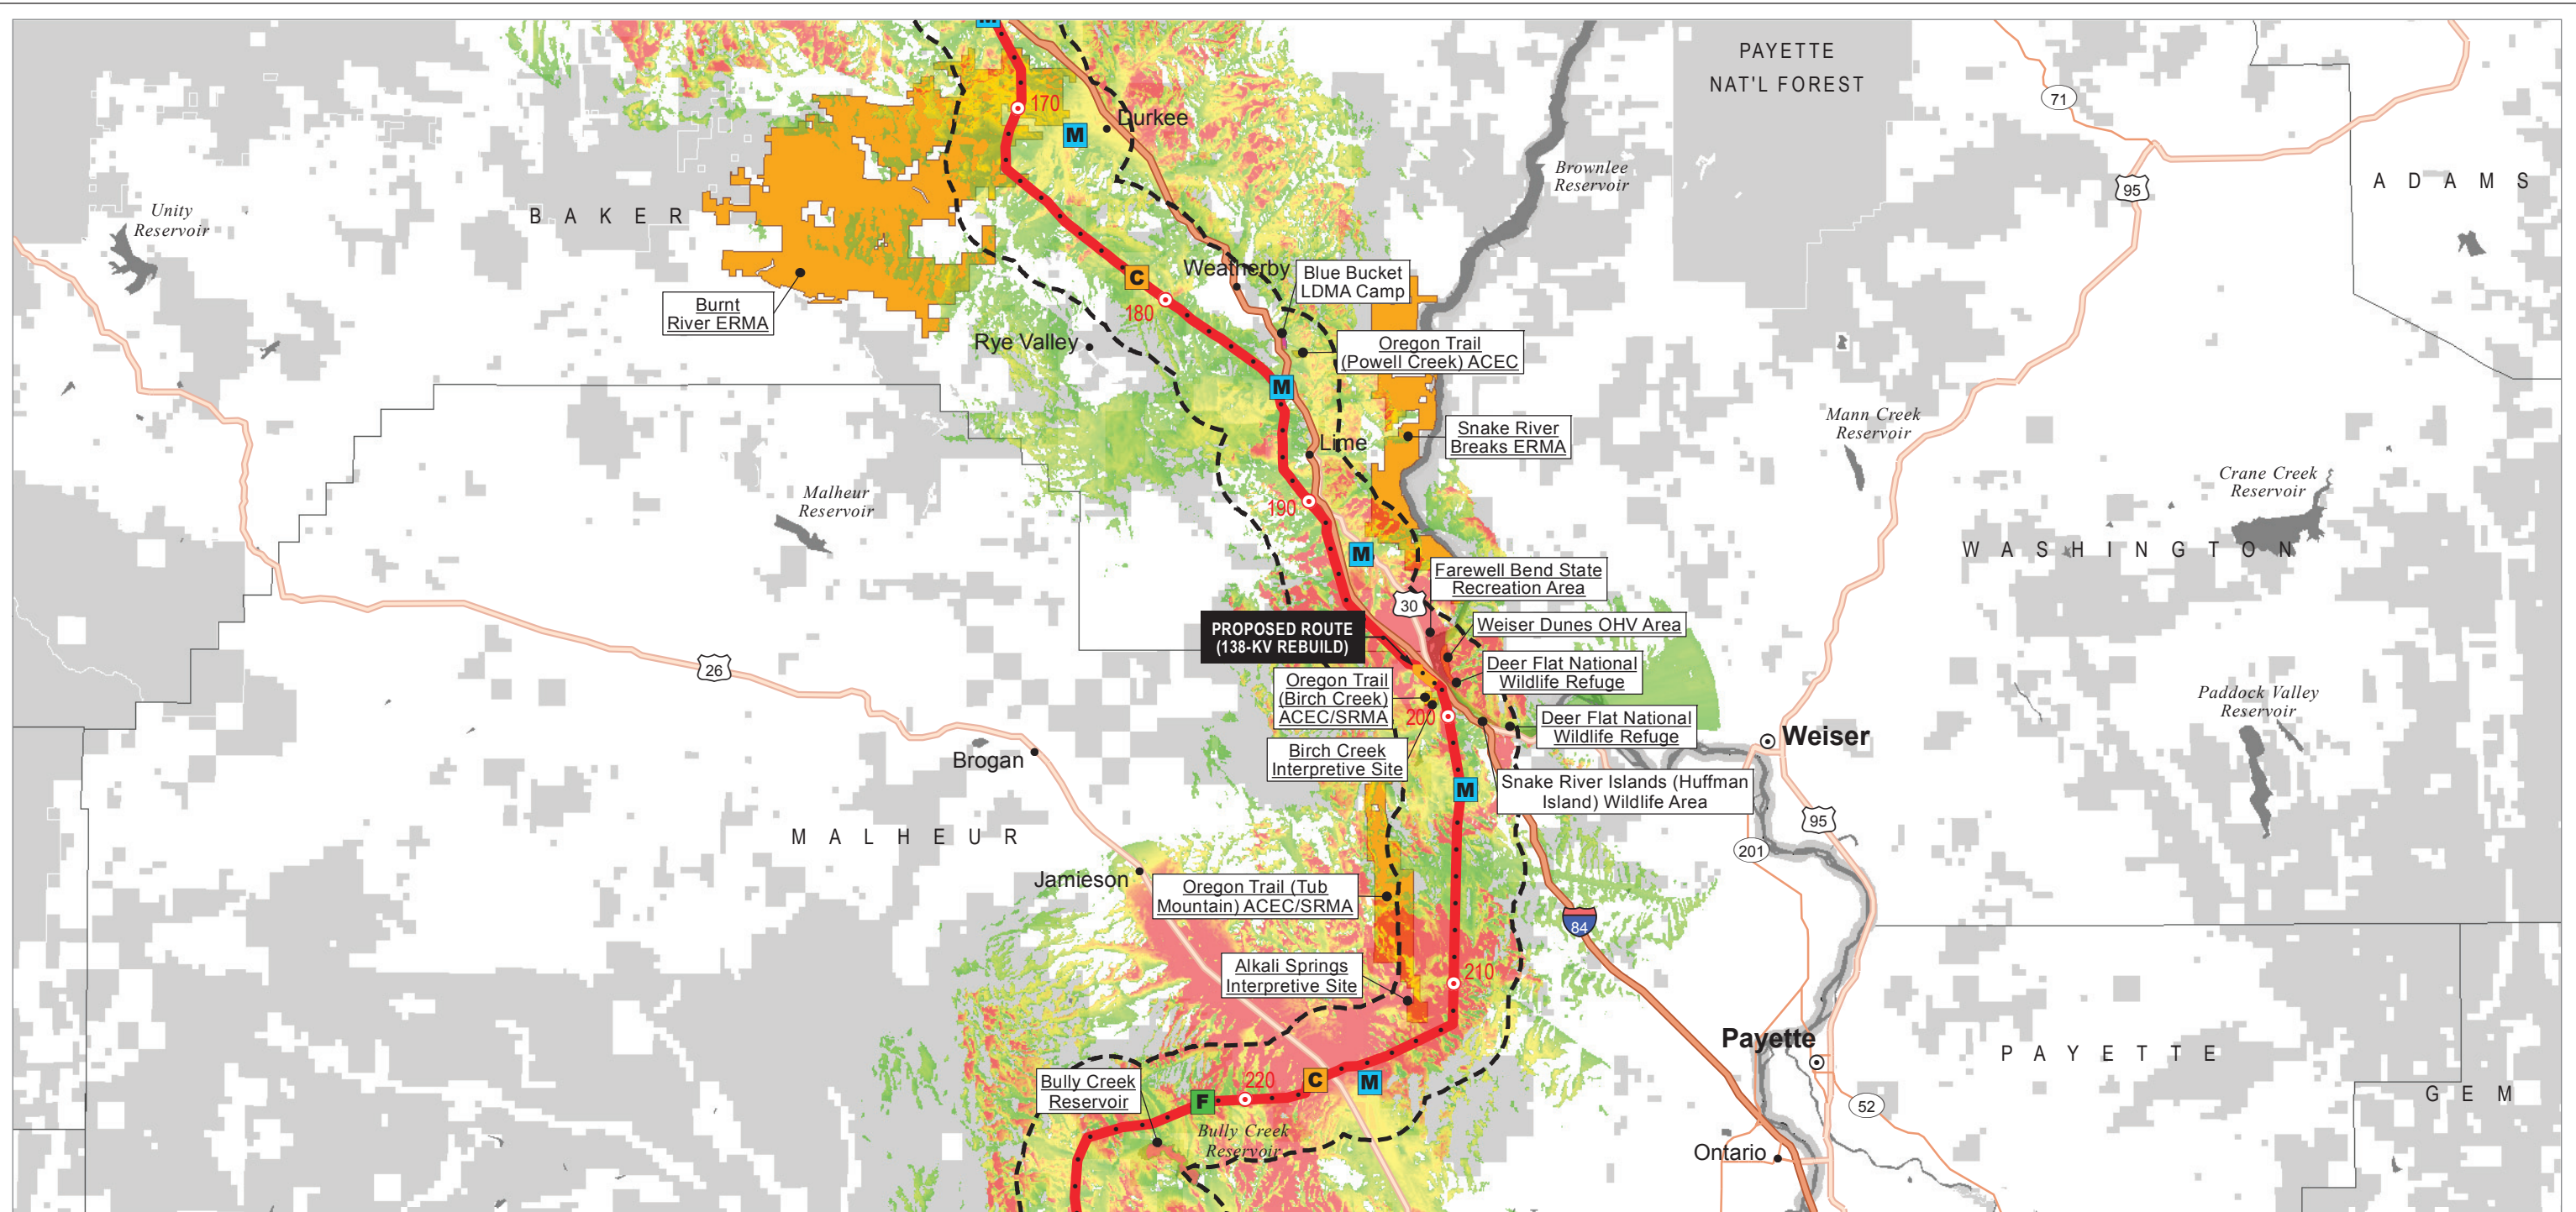 M
PAYETTE
NAT'L FOREST
71
170
Durkee
M
Brownlee
Reservoir
95
A D A M S
Unity
Reservoir
B A K E R
C
Weatherby
Blue Bucket
LDMA Camp
Burnt
River ERMA
180
Rye Valley
Oregon Trail
(Powell Creek) ACEC
M
Mann Creek
Reservoir
Snake River
Breaks ERMA
Lime
Crane Creek
Reservoir
Malheur
Reservoir
190
W A S H I N G T O N
M
Farewell Bend State
Recreation Area
30
PROPOSED ROUTE
(138-KV REBUILD)
Weiser Dunes OHV Area
26
Deer Flat National
Wildlife Refuge
Oregon Trail
(Birch Creek)
ACEC/SRMA
200
Deer Flat National
Wildlife Refuge
Paddock Valley
Reservoir
Weiser
Birch Creek
Interpretive Site
Brogan
M
Snake River Islands (Huffman
Island) Wildlife Area
95
M A L H E U R
201
Jamieson
Oregon Trail (Tub
Mountain) ACEC/SRMA
84
Alkali Springs
Interpretive Site
210
Payette
P A Y E T T E
Bully Creek
Reservoir
220
C
M
F
G E M
52
Bully Creek
Reservoir
Ontario